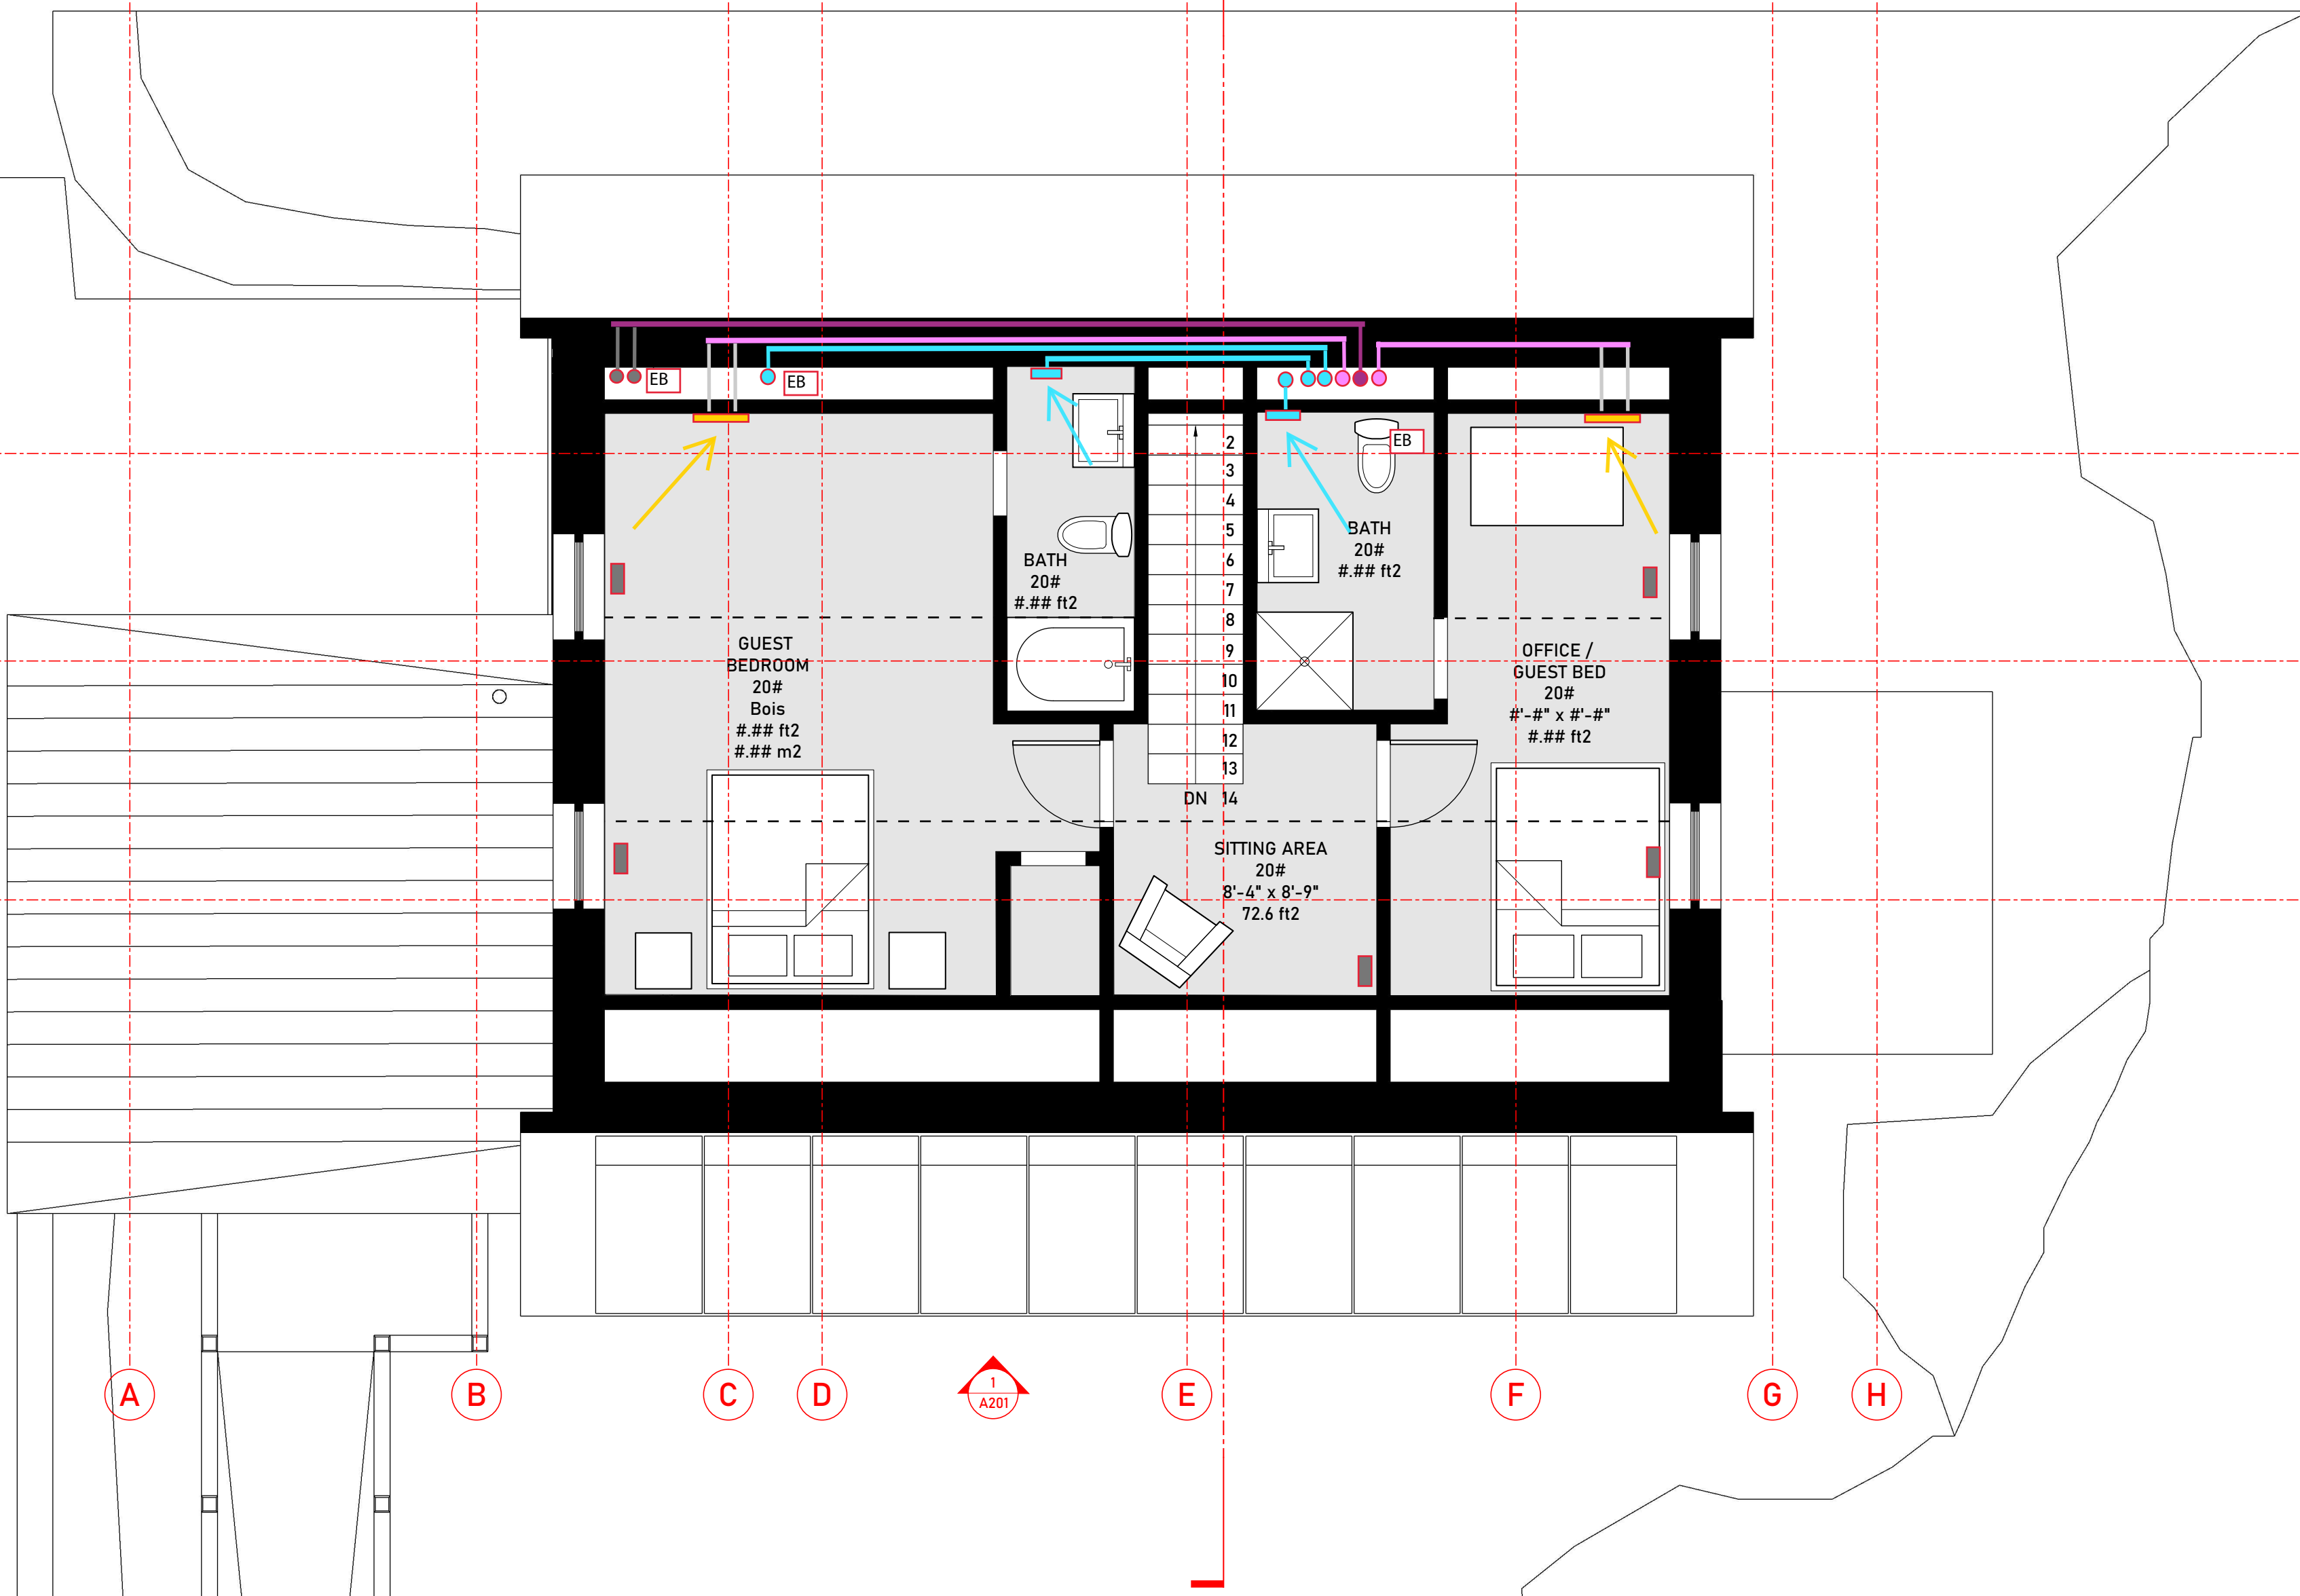 EB
EB
EB
2
3
4
5
6
7
8
9
10
11
12
13
DN 14
BATH
20#
#.## ft2
BATH
20#
#.## ft2
GUEST
BEDROOM
20#
Bois
#.## ft2
#.## m2
OFFICE /
GUEST BED
20#
#'-#" x #'-#"
#.## ft2
SITTING AREA
20#
8'-4" x 8'-9"
72.6 ft2
A
B
C
D
1
A201
E
F
G
H